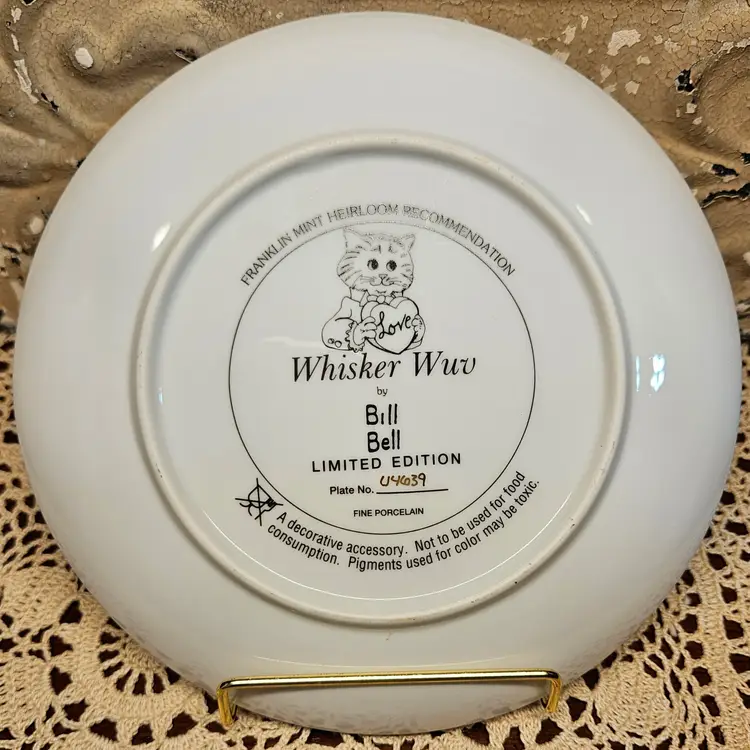 FRANKLIN MINT HEIRLOOM RECOMMENDATION
Love
Whisker Wuv
by
Bill
Bell
LIMITED EDITION
Plate No. U4639
FINE PORCELAIN
A decorative accessory. Not to be used for food
consumption. Pigments used for color may be toxic.